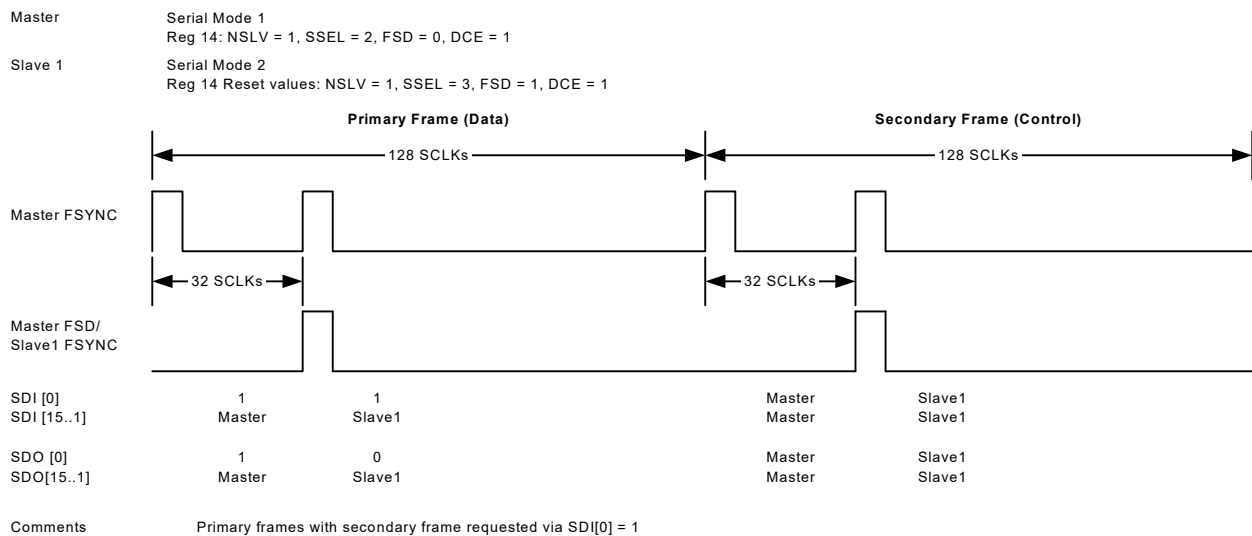 Master Serial Mode 1
Reg 14: NSLV = 1, SSEL = 2, FSD = 0, DCE = 1
Slave 1 Serial Mode 2
Reg 14 Reset values: NSLV = 1, SSEL = 3, FSD = 1, DCE = 1
Primary Frame (Data) Secondary Frame (Control)
128 SCLKs 128 SCLKs
Master FSYNC
32 SCLKs 32 SCLKs
Master FSD/
Slave1 FSYNC
SDI [0] 1 1 Master Slave1
SDI [15..1] Master Slave1 Master Slave1
SDO [0] 1 0 Master Slave1
SDO[15..1] Master Slave1 Master Slave1
Comments Primary frames with secondary frame requested via SDI[0] = 1